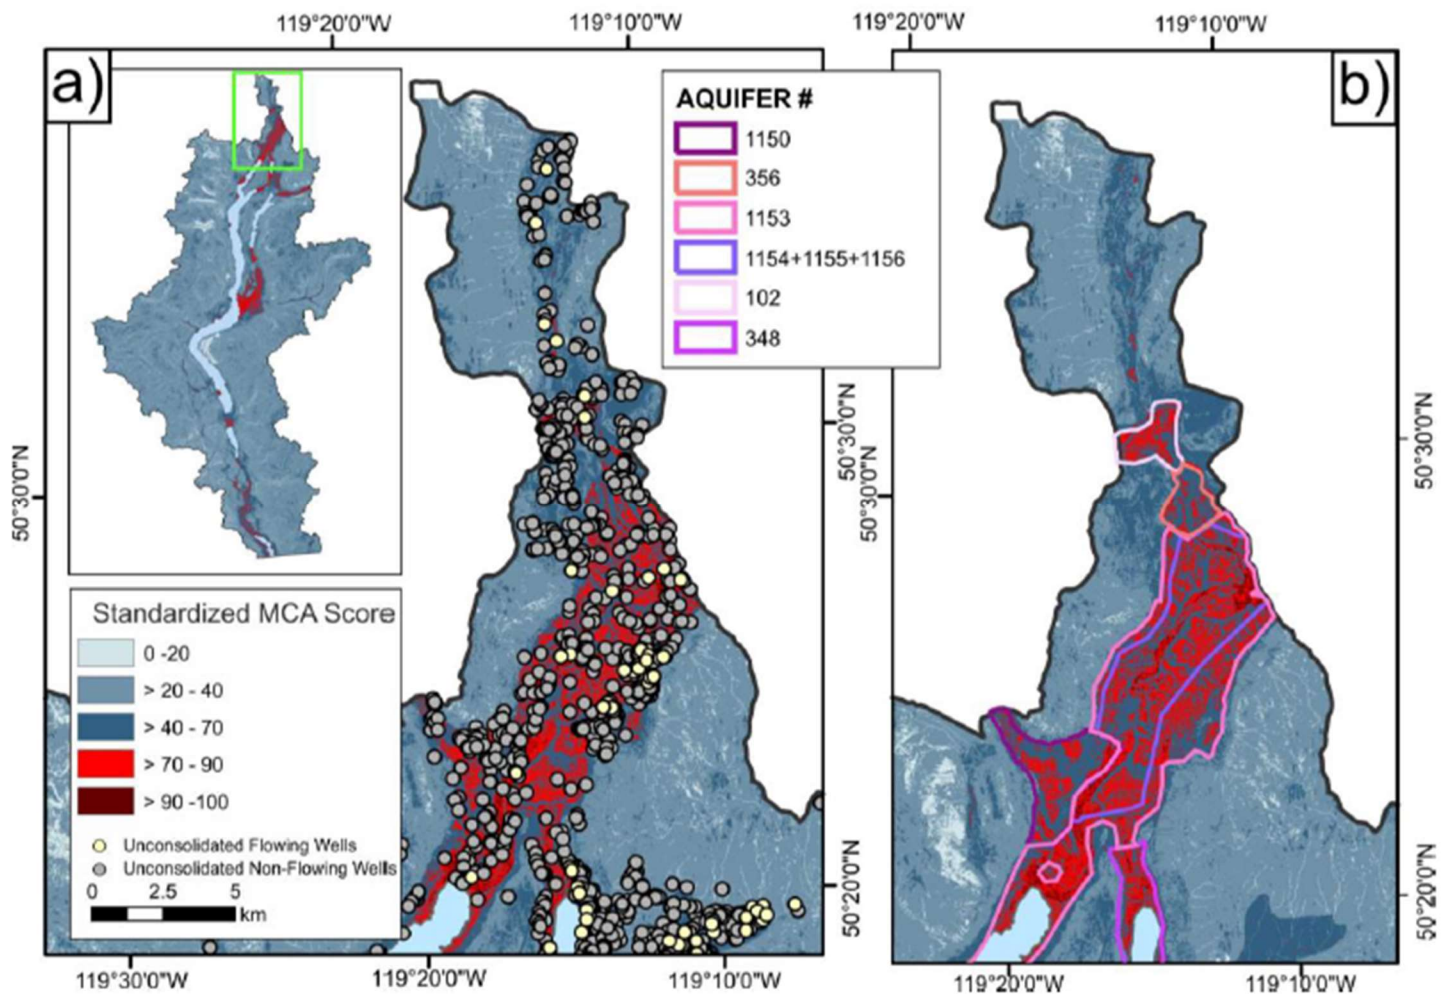 119°20'0"W
119°10'0"W
119°20'0"W
119°10'0"W
a)
b)
AQUIFER #
1150
356
1153
1154+1155+1156
102
348
50°30'0"N
50°30'0"N
50°30'0"N
50°30'0"N
Standardized MCA Score
0 -20
> 20 - 40
> 40 - 70
> 70 - 90
> 90 -100
Unconsolidated Flowing Wells
Unconsolidated Non-Flowing Wells
0 2.5 5
km
50°20'0"N
50°20'0"N
119°30'0"W
119°20'0"W
119°10'0"W
119°20'0"W
119°10'0"W